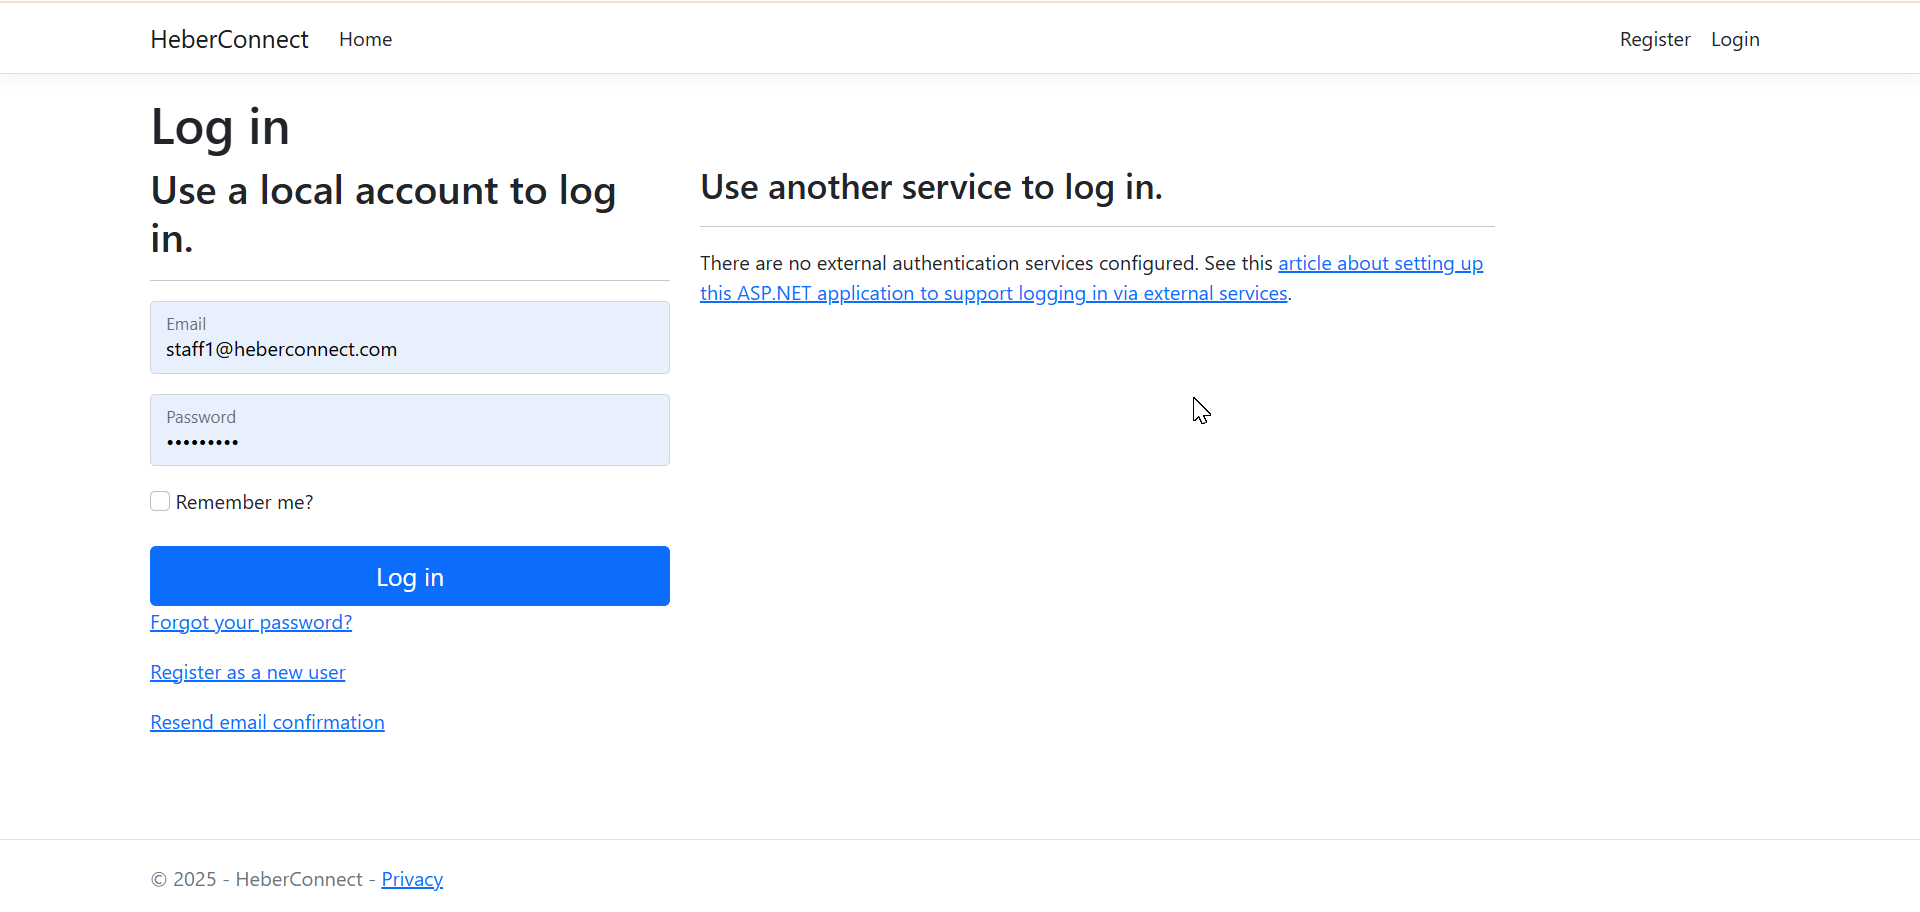 HeberConnect Home Register Login
Log in
Use a local account to log
in.
Email
staff1@heberconnect.com
Password
•••••••••
Remember me?
Log in
Forgot your password?
Register as a new user
Resend email confirmation
Use another service to log in.
There are no external authentication services configured. See this article about setting up
this ASP.NET application to support logging in via external services.
© 2025 - HeberConnect - Privacy